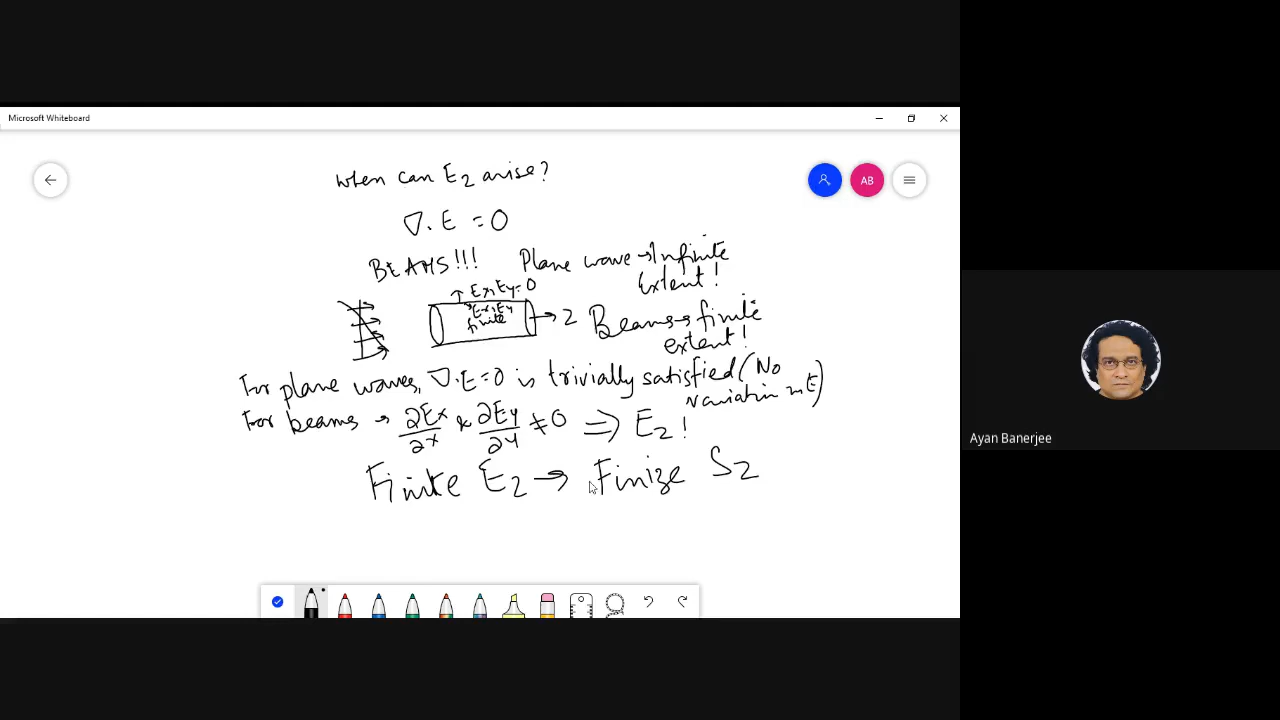 Microsoft Whiteboard
when can E₂ arise?
∇. E = 0
BEAMS!!! Plane wave → Infinite
Extent!
↑ Ex, Ey = 0
→ Ex, Ey
finite
→ z
Beams → finite
extent!
For plane waves, ∇.E = 0 is trivially satisfied (No
variation in E)
For beams → ∂Ex/∂x & ∂Ey/∂y ≠ 0 ⇒ Ez!
Finite Ez → Finize Sz
AB
Ayan Banerjee